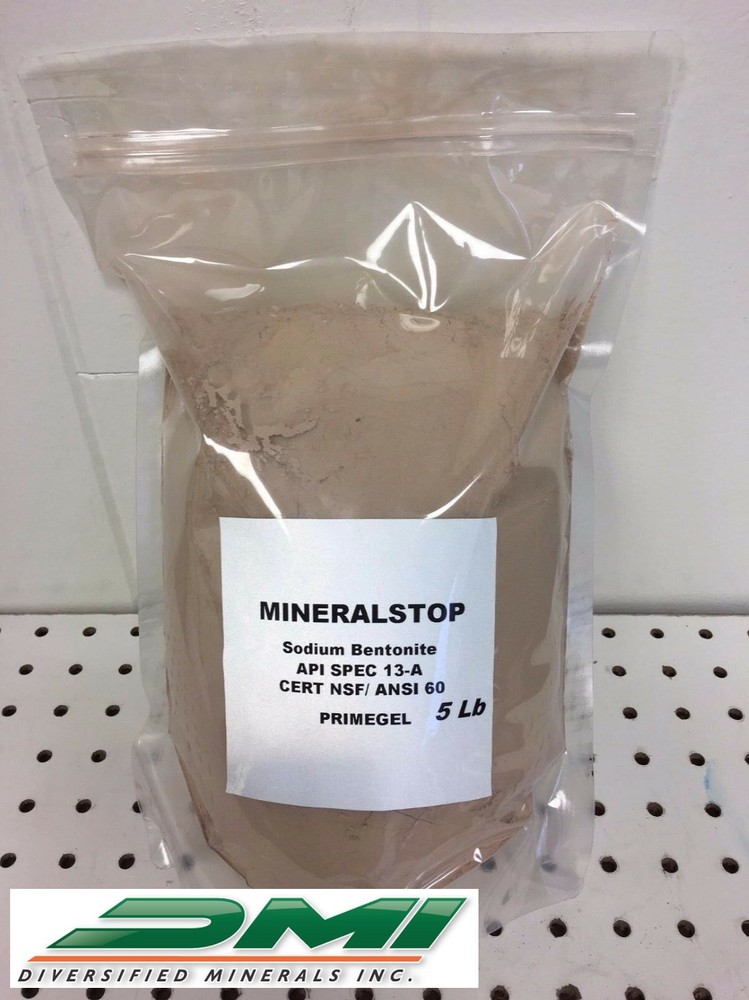 MINERALSTOP
Sodium Bentonite
API SPEC 13-A
CERT NSF/ ANSI 60
PRIMEGEL 5 Lb
DMI
DIVERSIFIED MINERALS INC.